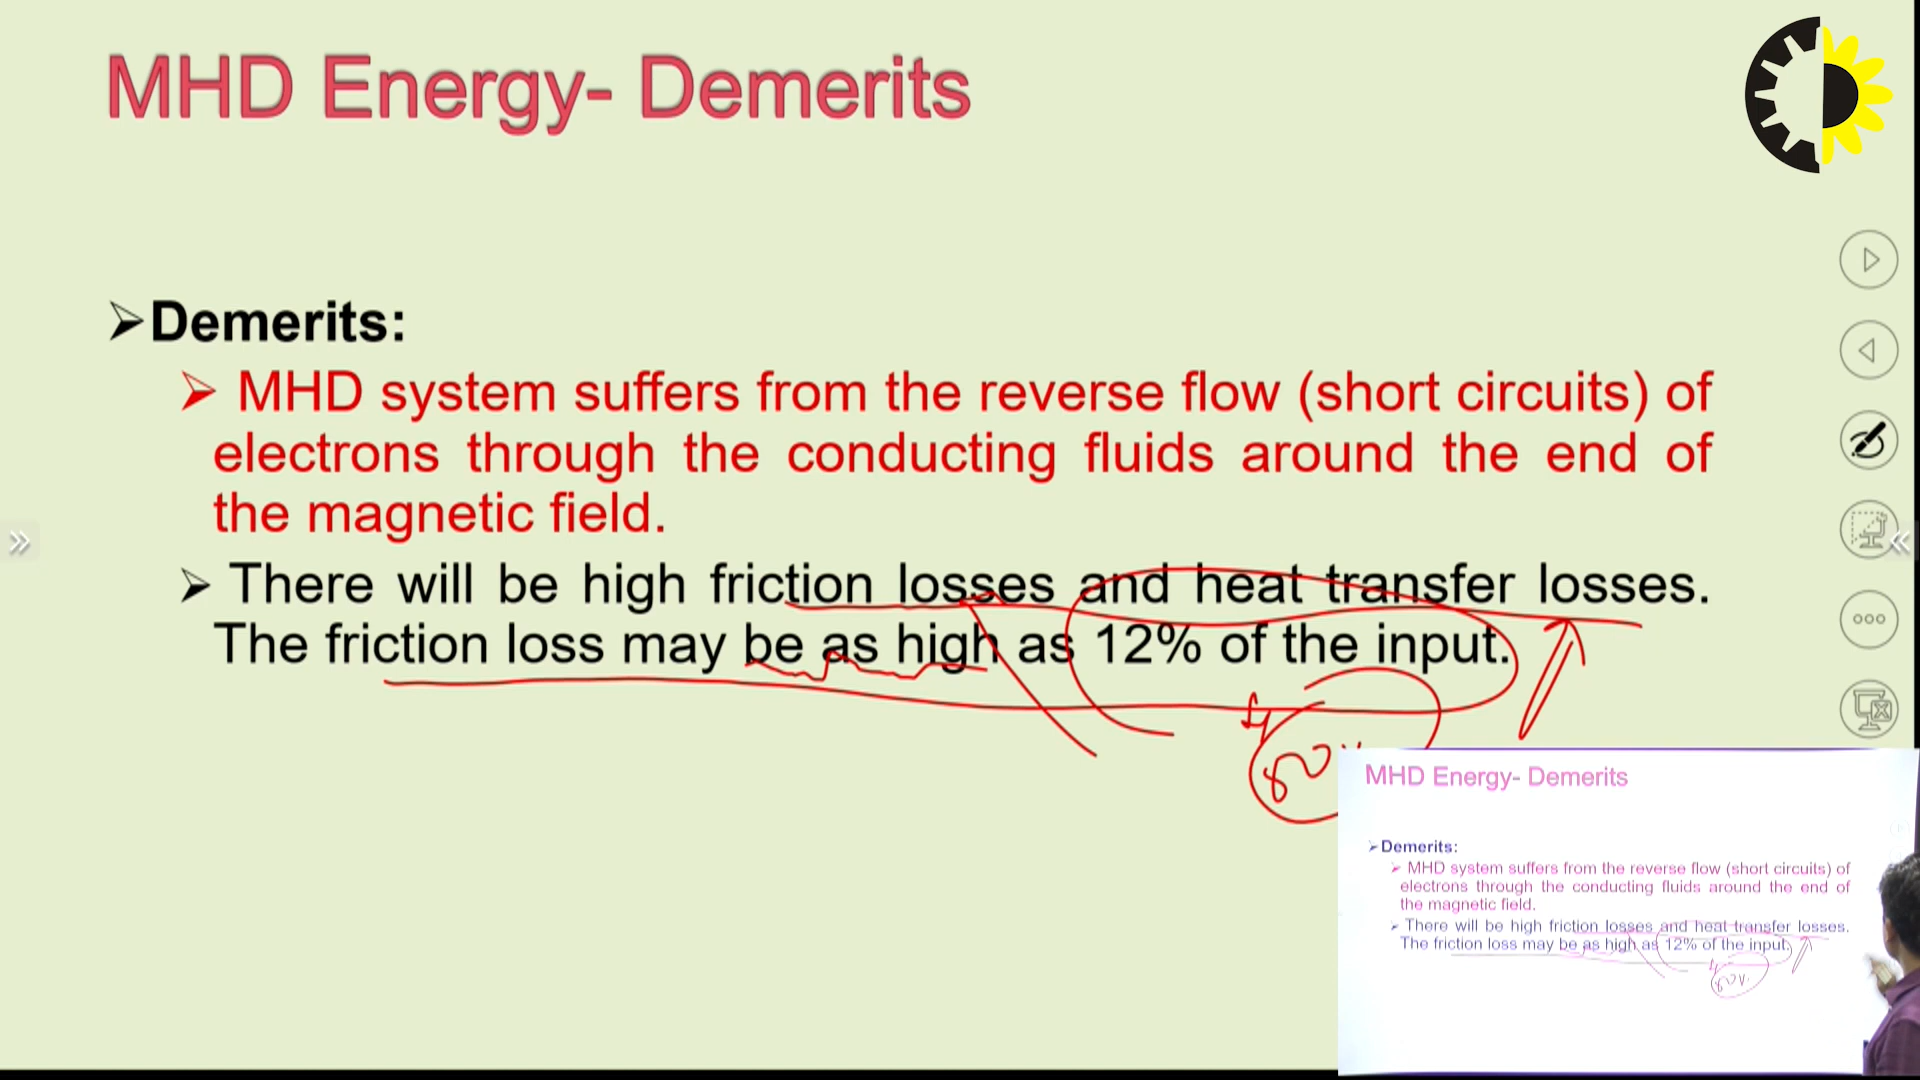 MHD Energy- Demerits
➢Demerits:
➢ MHD system suffers from the reverse flow (short circuits) of
electrons through the conducting fluids around the end of
the magnetic field.
➢ There will be high friction losses and heat transfer losses.
The friction loss may be as high as 12% of the input.
MHD Energy- Demerits
➢Demerits:
➢ MHD system suffers from the reverse flow (short circuits) of
electrons through the conducting fluids around the end of
the magnetic field.
➢ There will be high friction losses and heat transfer losses.
The friction loss may be as high as 12% of the input.